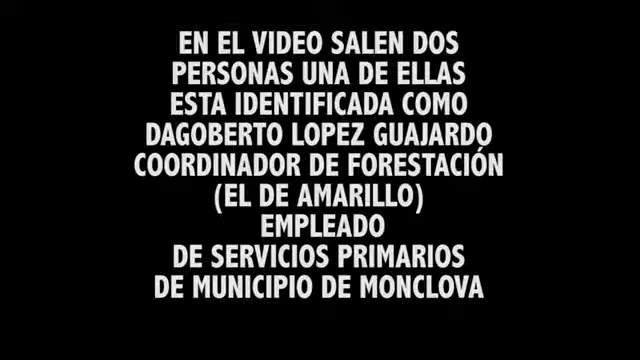 EN EL VIDEO SALEN DOS
PERSONAS UNA DE ELLAS
ESTA IDENTIFICADA COMO
DAGOBERTO LOPEZ GUAJARDO
COORDINADOR DE FORESTACIÓN
(EL DE AMARILLO)
EMPLEADO
DE SERVICIOS PRIMARIOS
DE MUNICIPIO DE MONCLOVA